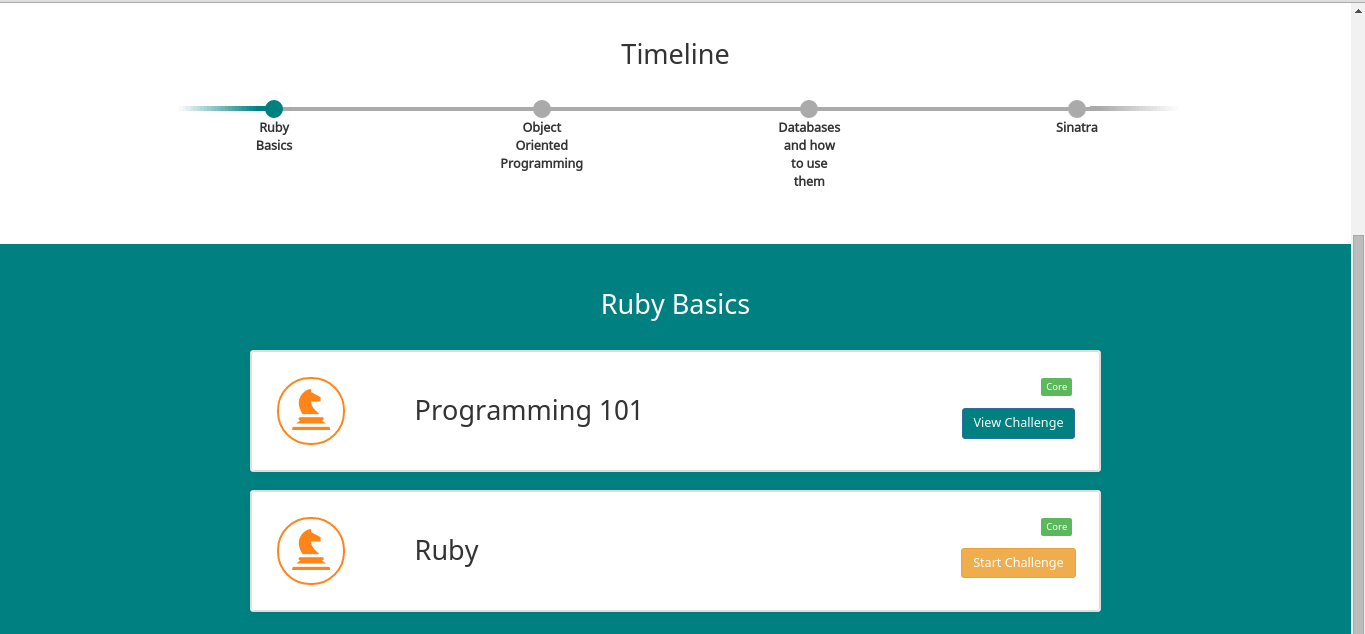 Timeline
Ruby
Basics
Object
Oriented
Programming
Databases
and how
to use
them
Sinatra
Ruby Basics
Programming 101
Core
View Challenge
Ruby
Core
Start Challenge